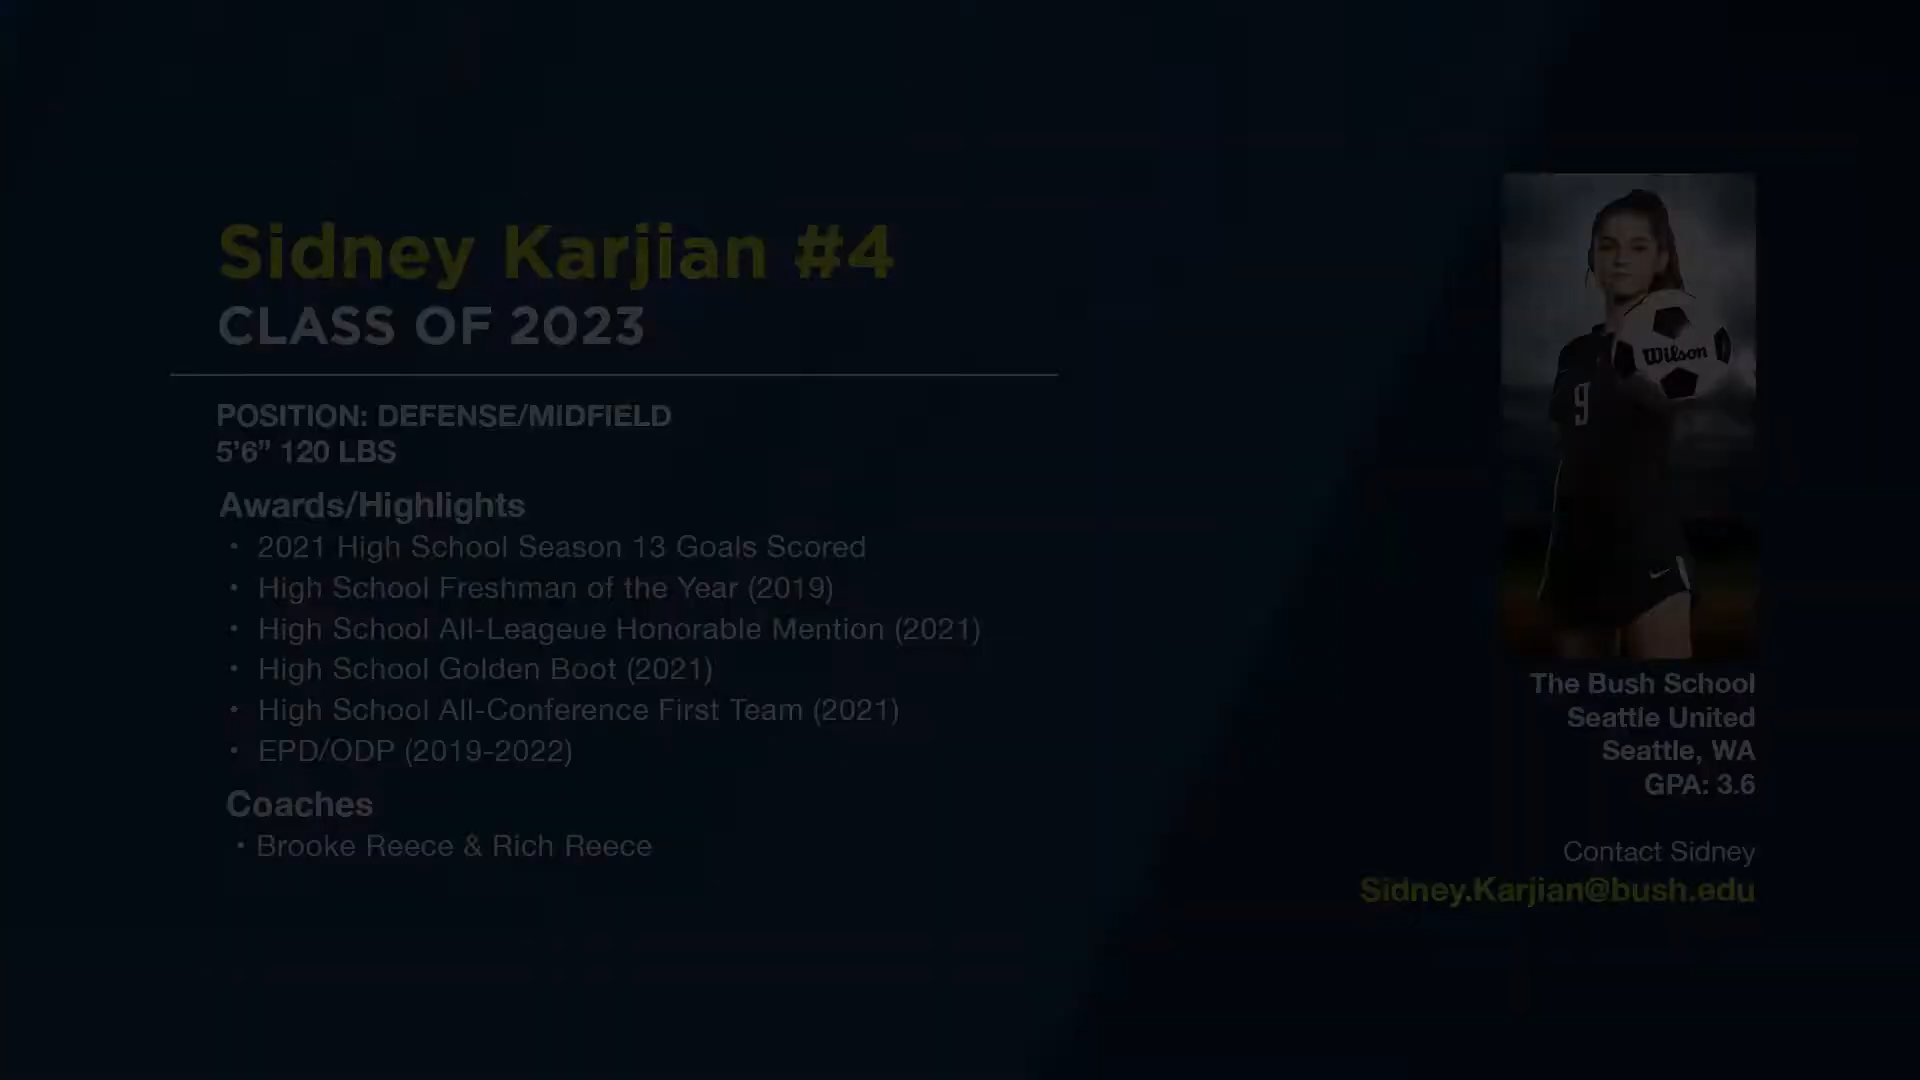 Sidney Karjian #4
CLASS OF 2023
POSITION: DEFENSE/MIDFIELD
5’6” 120 LBS
Awards/Highlights
• 2021 High School Season 13 Goals Scored
• High School Freshman of the Year (2019)
• High School All-Leageue Honorable Mention (2021)
• High School Golden Boot (2021)
• High School All-Conference First Team (2021)
• EPD/ODP (2019-2022)
Coaches
• Brooke Reece & Rich Reece
Wilson
9
The Bush School
Seattle United
Seattle, WA
GPA: 3.6
Contact Sidney
Sidney.Karjian@bush.edu